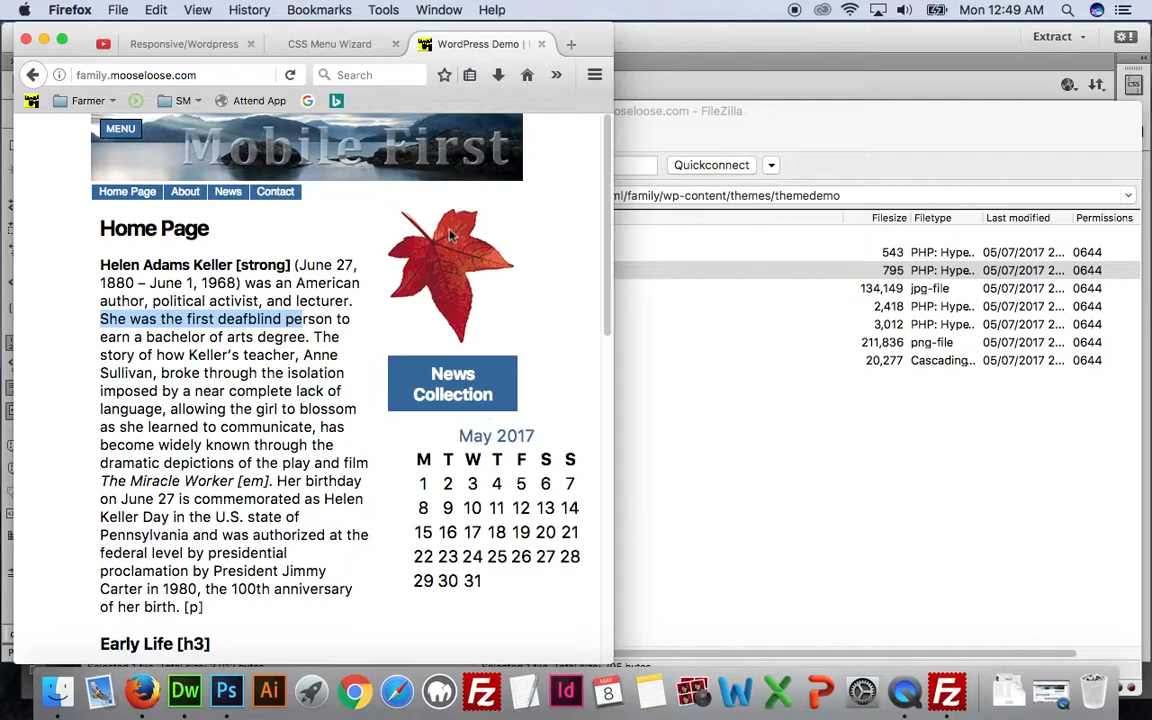 Firefox File Edit View History Bookmarks Tools Window Help Mon 12:49 AM
Extract
Responsive/Wordpress CSS Menu Wizard WordPress Demo |
family.mooseloose.com Search
Farmer SM Attend App
ooseloose.com - FileZilla
Quickconnect
ml/family/wp-content/themes/themedemo
Filesize Filetype Last modified Permissions
543 PHP: Hype.. 05/07/2017 2... 0644
795 PHP: Hype.. 05/07/2017 2... 0644
134,149 jpg-file 05/07/2017 2... 0644
2,418 PHP: Hype.. 05/07/2017 2... 0644
3,012 PHP: Hype.. 05/07/2017 2... 0644
211,836 png-file 05/07/2017 2... 0644
20,277 Cascading.. 05/07/2017 2... 0644
MENU
Mobile First
Home Page About News Contact
Home Page
Helen Adams Keller [strong] (June 27,
1880 – June 1, 1968) was an American
author, political activist, and lecturer.
She was the first deafblind person to
earn a bachelor of arts degree. The
story of how Keller's teacher, Anne
Sullivan, broke through the isolation
imposed by a near complete lack of
language, allowing the girl to blossom
as she learned to communicate, has
become widely known through the
dramatic depictions of the play and film
The Miracle Worker [em]. Her birthday
on June 27 is commemorated as Helen
Keller Day in the U.S. state of
Pennsylvania and was authorized at the
federal level by presidential
proclamation by President Jimmy
Carter in 1980, the 100th anniversary
of her birth. [p]
Early Life [h3]
News
Collection
May 2017
M T W T F S S
1 2 3 4 5 6 7
8 9 10 11 12 13 14
15 16 17 18 19 20 21
22 23 24 25 26 27 28
29 30 31
Dw Ps Ai Fz Id MAY 8 W X P Fz